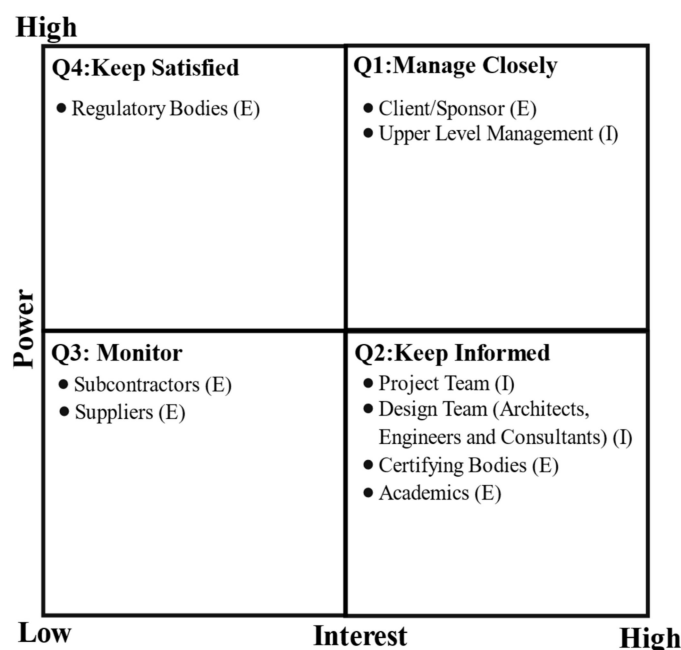 High
Q4:Keep Satisfied
● Regulatory Bodies (E)
Q1:Manage Closely
● Client/Sponsor (E)
● Upper Level Management (I)
Power
Q3: Monitor
● Subcontractors (E)
● Suppliers (E)
Q2:Keep Informed
● Project Team (I)
● Design Team (Architects,
Engineers and Consultants) (I)
● Certifying Bodies (E)
● Academics (E)
Low
Interest
High